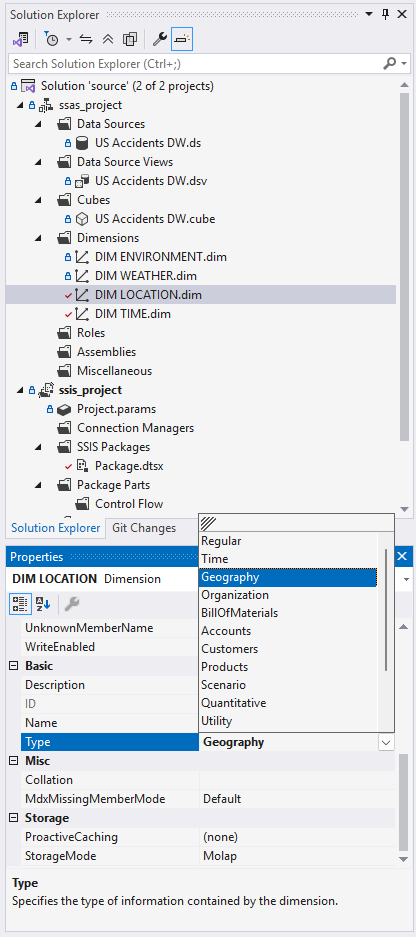 Solution Explorer
Search Solution Explorer (Ctrl+;)
Solution 'source' (2 of 2 projects)
ssas_project
Data Sources
US Accidents DW.ds
Data Source Views
US Accidents DW.dsv
Cubes
US Accidents DW.cube
Dimensions
DIM ENVIRONMENT.dim
DIM WEATHER.dim
DIM LOCATION.dim
DIM TIME.dim
Roles
Assemblies
Miscellaneous
ssis_project
Project.params
Connection Managers
SSIS Packages
Package.dtsx
Package Parts
Control Flow
Solution Explorer Git Changes
Properties
DIM LOCATION Dimension
UnknownMemberName
WriteEnabled
Basic
Description
ID
Name
Type Geography
Regular
Time
Geography
Organization
BillOfMaterials
Accounts
Customers
Products
Scenario
Quantitative
Utility
Misc
Collation
MdxMissingMemberMode Default
Storage
ProactiveCaching (none)
StorageMode Molap
Type
Specifies the type of information contained by the dimension.